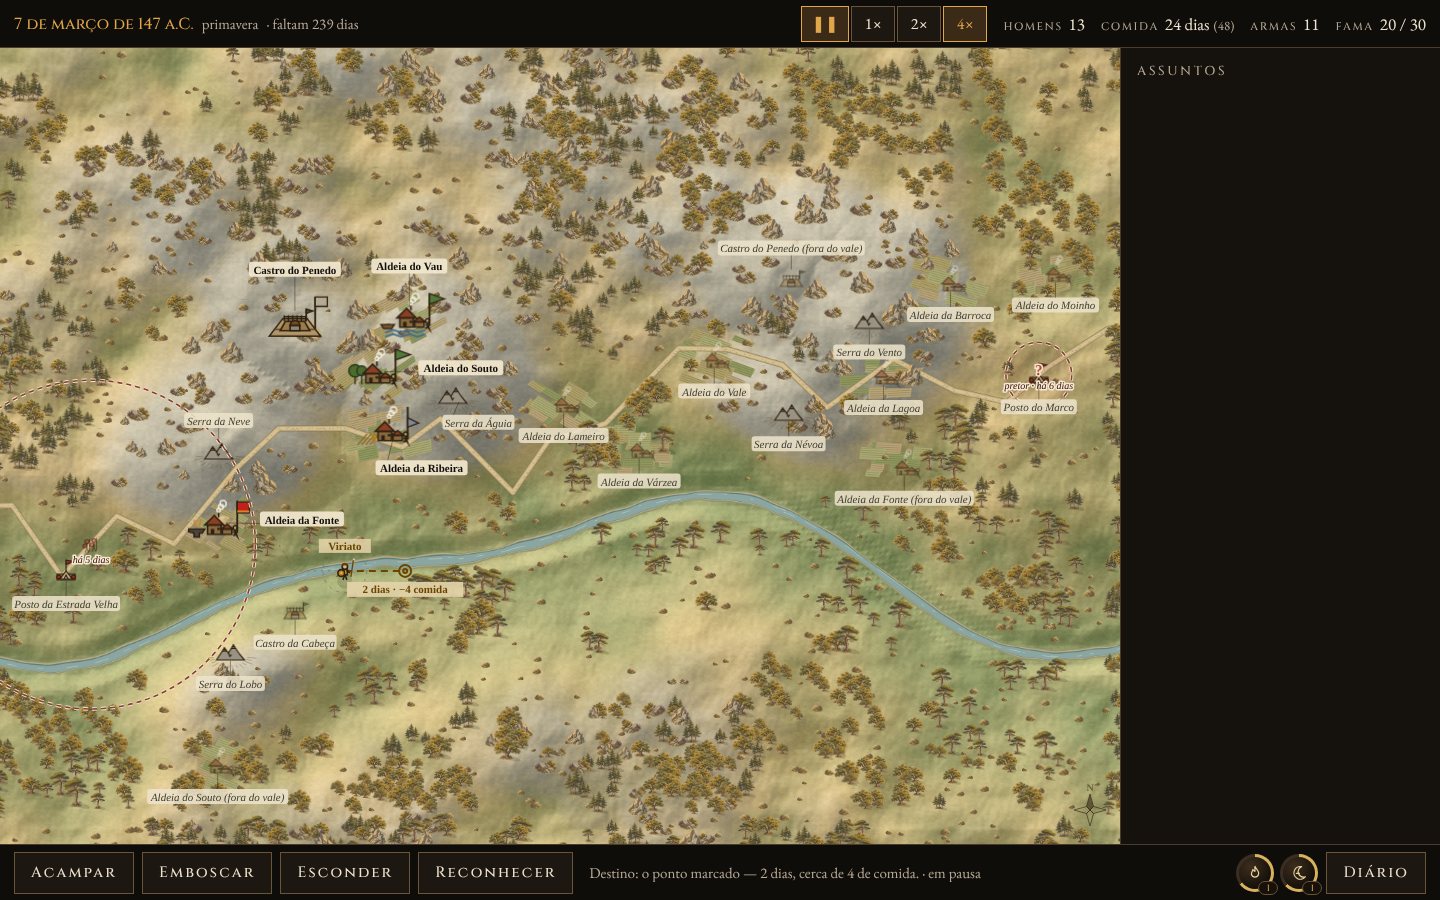 7 DE MARÇO DE 147 A.C. primavera · faltam 239 dias
1× 2× 4×
HOMENS 13 COMIDA 24 dias (48) ARMAS 11 FAMA 20 / 30
ASSUNTOS
Castro do Penedo (fora do vale)
Castro do Penedo
Aldeia do Vau
Aldeia do Moinho
Aldeia da Barroca
Serra do Vento
Aldeia do Souto
?
pretor · há 6 dias
Aldeia do Vale
Posto do Marco
Aldeia da Lagoa
Serra da Neve
Serra da Águia
Aldeia do Lameiro
Serra da Névoa
Aldeia da Ribeira
Aldeia da Várzea
Aldeia da Fonte (fora do vale)
Aldeia da Fonte
Viriato
há 5 dias
2 dias · −4 comida
Posto da Estrada Velha
Castro da Cabeça
Serra do Lobo
Aldeia do Souto (fora do vale)
N
ACAMPAR
EMBOSCAR
ESCONDER
RECONHECER
Destino: o ponto marcado — 2 dias, cerca de 4 de comida. · em pausa
1
1
DIÁRIO